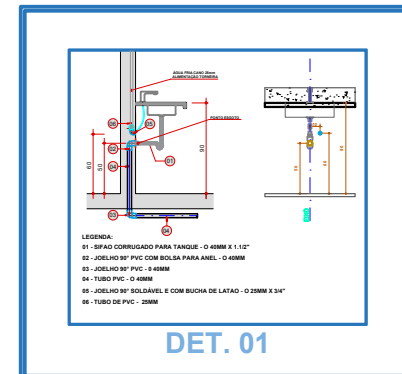 ÁGUA FRIA CANO 25mm
ALIMENTAÇÃO TORNEIRA
06
05
PONTO ESGOTO
02
01
04
60
50
90
03
04
LEGENDA:
01 - SIFAO CORRUGADO PARA TANQUE - O 40MM X 1.1/2"
02 - JOELHO 90° PVC COM BOLSA PARA ANEL - O 40MM
03 - JOELHO 90° PVC - 0 40MM
04 - TUBO PVC - O 40MM
05 - JOELHO 90° SOLDÁVEL E COM BUCHA DE LATAO - O 25MM X 3/4"
06 - TUBO DE PVC - 25MM
DET. 01